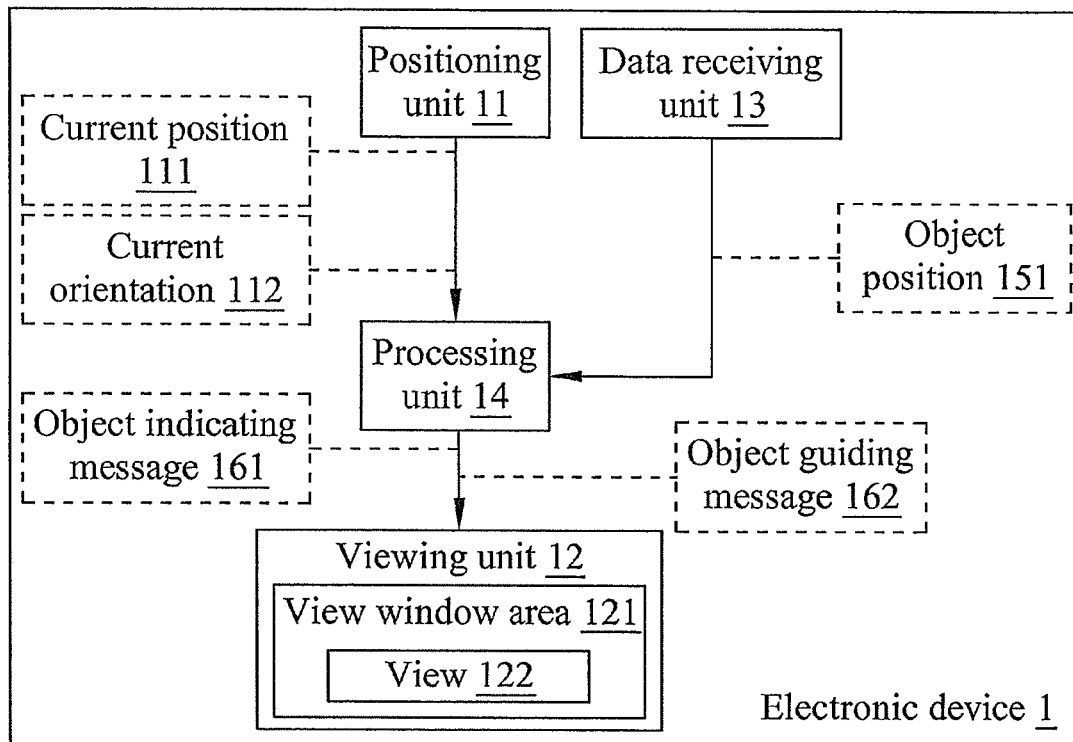 Positioning
unit 11
Data receiving
unit 13
Current position
111
Current
orientation 112
Object
position 151
Processing
unit 14
Object indicating
message 161
Object guiding
message 162
Viewing unit 12
View window area 121
View 122
Electronic device 1